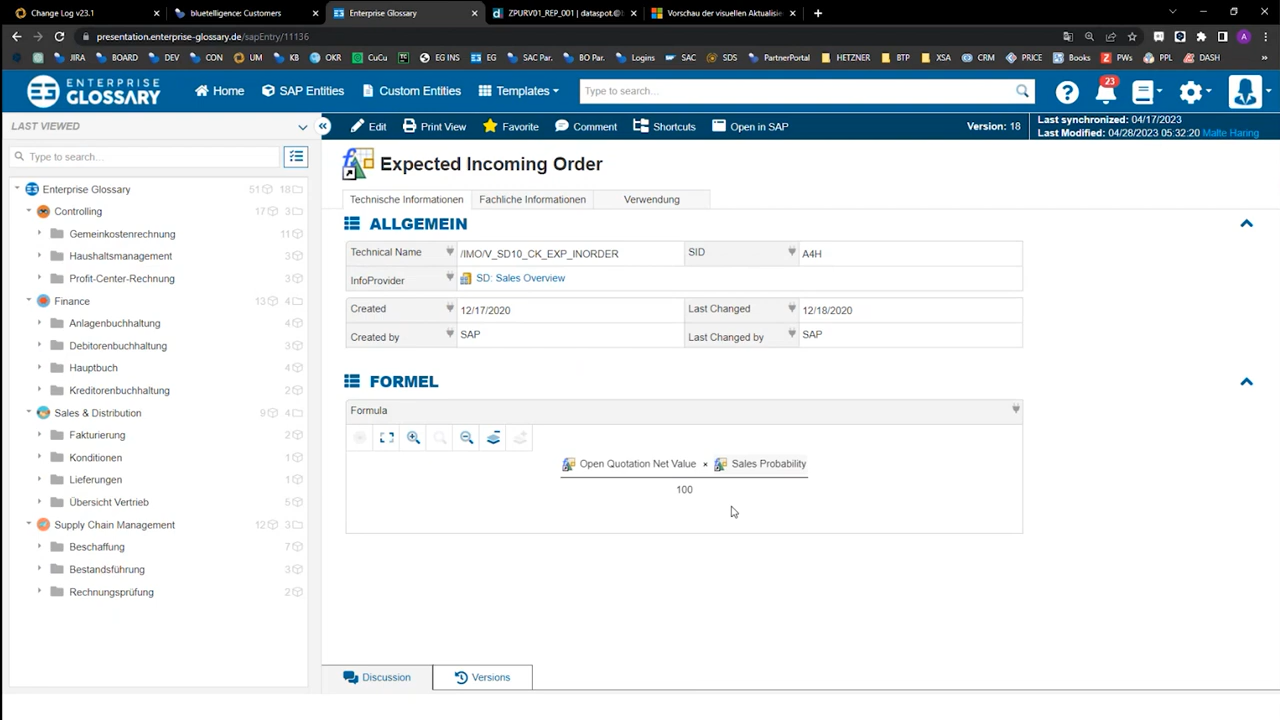 Change Log v23.1
bluetelligence: Customers
Enterprise Glossary
ZPURV01_REP_001 | dataspot.@
Vorschau der visuellen Aktualisie
presentation.enterprise-glossary.de/sapEntry/11136
A
JIRA BOARD DEV CON UM KB OKR CuCu EG INS EG SAC Par. BO Par. Logins SAC SDS PartnerPortal HETZNER BTP XSA CRM PRICE Books PWs PPL DASH
ENTERPRISE GLOSSARY
Home SAP Entities Custom Entities Templates Type to search... 23
LAST VIEWED
Edit Print View Favorite Comment Shortcuts Open in SAP Version: 18
Last synchronized: 04/17/2023
Last Modified: 04/28/2023 05:32:20 Malte Haring
Type to search...
Enterprise Glossary 51 18
Controlling 17 3
Gemeinkostenrechnung 11
Haushaltsmanagement 3
Profit-Center-Rechnung 3
Finance 13 4
Anlagenbuchhaltung 4
Debitorenbuchhaltung 3
Hauptbuch 4
Kreditorenbuchhaltung 2
Sales & Distribution 9 4
Fakturierung 2
Konditionen 1
Lieferungen 1
Übersicht Vertrieb 5
Supply Chain Management 12 3
Beschaffung 7
Bestandsführung 3
Rechnungsprüfung 2
Expected Incoming Order
Technische Informationen Fachliche Informationen Verwendung
ALLGEMEIN
Technical Name /IMO/V_SD10_CK_EXP_INORDER SID A4H
InfoProvider SD: Sales Overview
Created 12/17/2020 Last Changed 12/18/2020
Created by SAP Last Changed by SAP
FORMEL
Formula
Open Quotation Net Value × Sales Probability
100
Discussion Versions